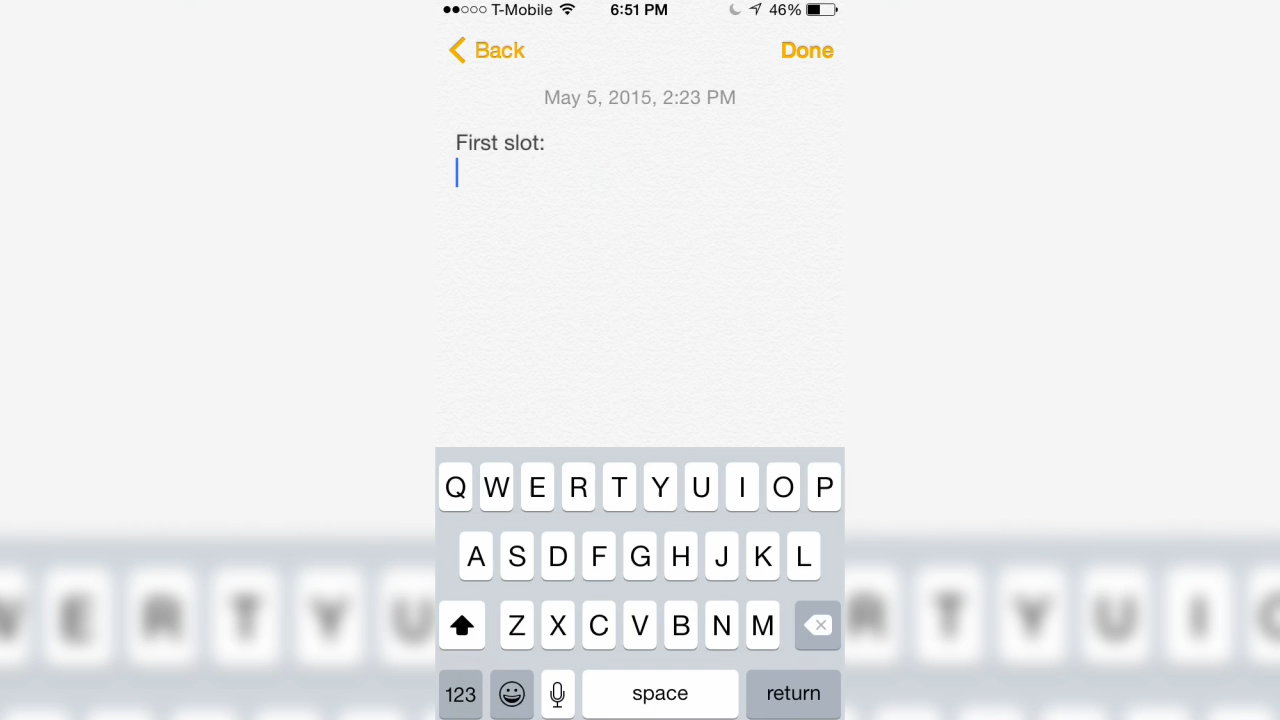 T-Mobile 6:51 PM 46%
Back Done
May 5, 2015, 2:23 PM
First slot:
Q W E R T Y U I O P
A S D F G H J K L
Z X C V B N M
123 space return